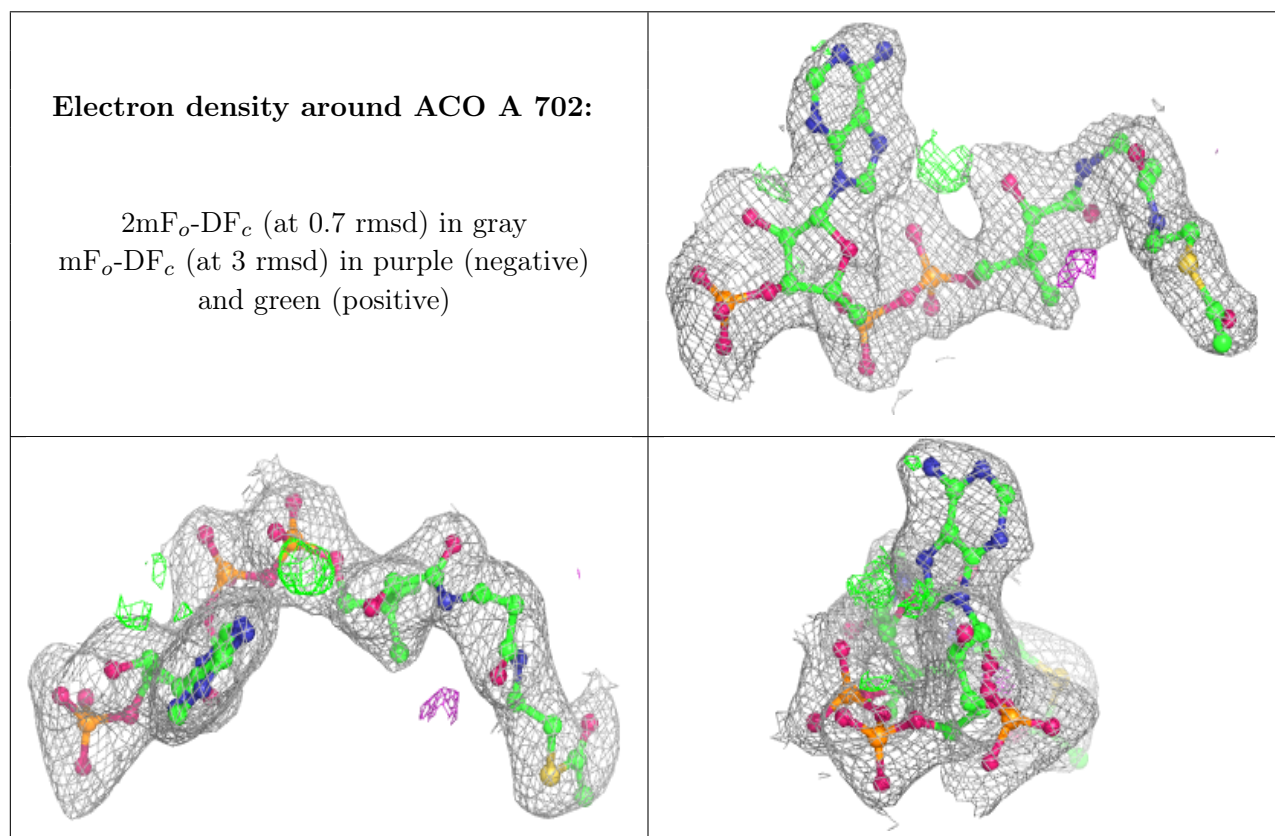 Electron density around ACO A 702:
2mFo-DFc (at 0.7 rmsd) in gray
mFo-DFc (at 3 rmsd) in purple (negative)
and green (positive)